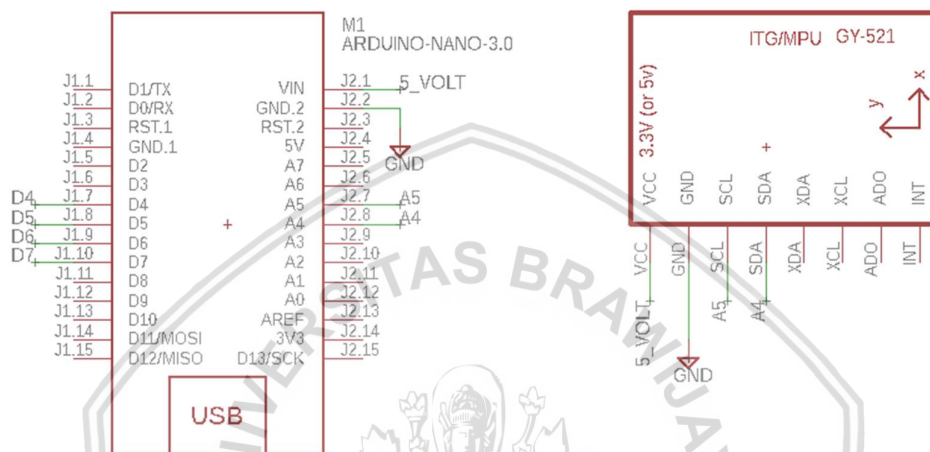 M1
ARDUINO-NANO-3.0
J1.1 D1/TX VIN J2.1 5_VOLT
J1.2 D0/RX GND.2 J2.2
J1.3 RST.1 RST.2 J2.3
J1.4 GND.1 5V J2.4
GND
J1.5 D2 A7 J2.5
J1.6 D3 A6 J2.6
D4 J1.7 D4 A5 J2.7 A5
D5 J1.8 D5 A4 J2.8 A4
D6 J1.9 D6 A3 J2.9
D7 J1.10 D7 A2 J2.10
J1.11 D8 A1 J2.11
J1.12 D9 A0 J2.12
J1.13 D10 AREF J2.13
J1.14 D11/MOSI 3V3 J2.14
J1.15 D12/MISO D13/SCK J2.15
USB
ITG/MPU GY-521
3.3V (or 5v)
x
y
VCC GND SCL SDA XDA XCL ADO INT
VCC GND SCL SDA XDA XCL ADO INT
5_VOLT A5 A4
GND
UNIVERSITAS BRAWIJAYA